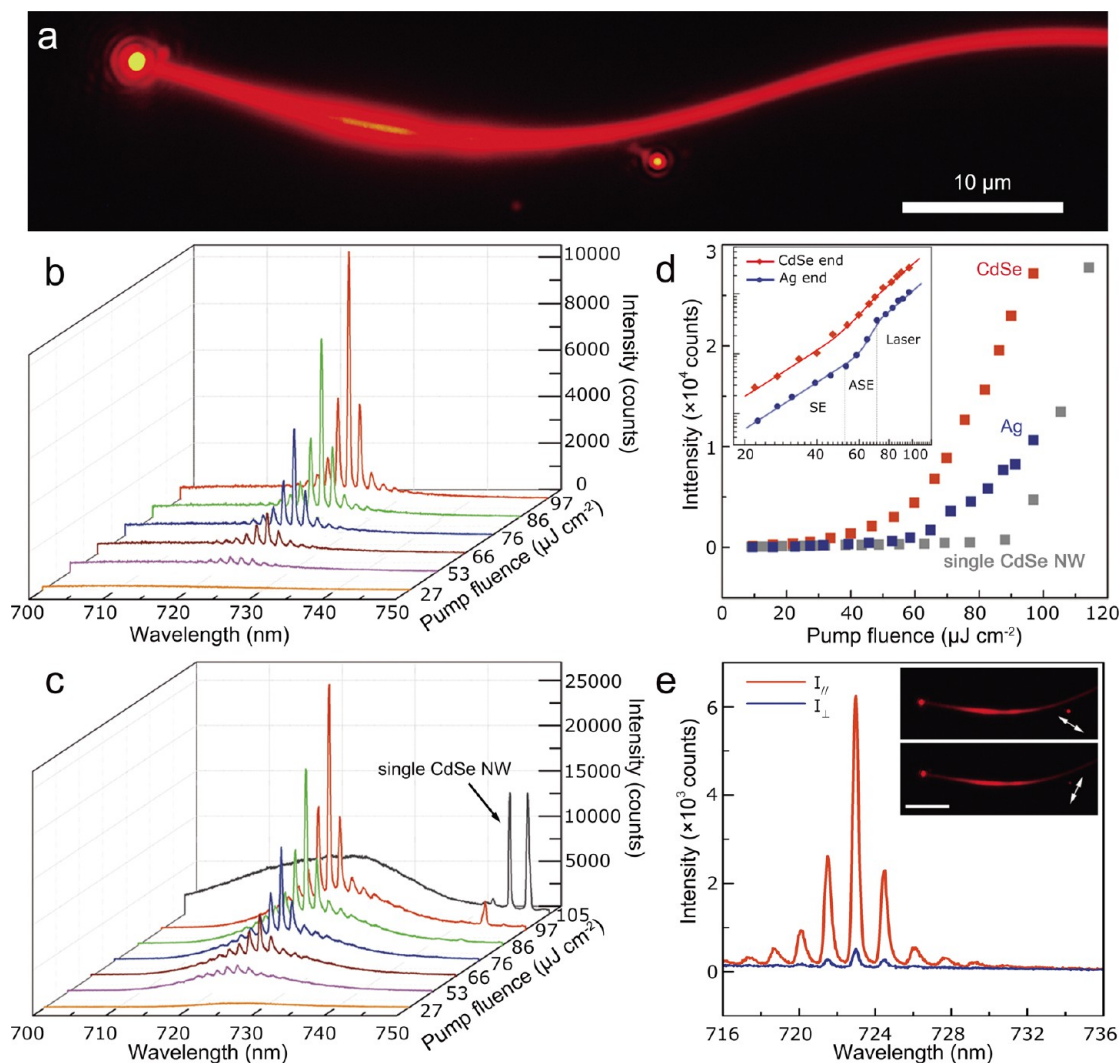 a
10 µm
b
10000
8000
6000
4000
2000
0
Intensity (counts)
97
86
76
66
53
27
Pump fluence (µJ cm-2)
700 710 720 730 740 750
Wavelength (nm)
c
25000
20000
15000
10000
5000
0
Intensity (counts)
single CdSe NW
105
97
86
76
66
53
27
Pump fluence (µJ cm-2)
700 710 720 730 740 750
Wavelength (nm)
d
3
2
1
0
Intensity (×10⁴ counts)
CdSe end
Ag end
Laser
ASE
SE
20 40 60 80 100
CdSe
Ag
single CdSe NW
0 20 40 60 80 100 120
Pump fluence (µJ cm-2)
e
I//
I⊥
6
4
2
0
Intensity (×10³ counts)
716 720 724 728 732 736
Wavelength (nm)